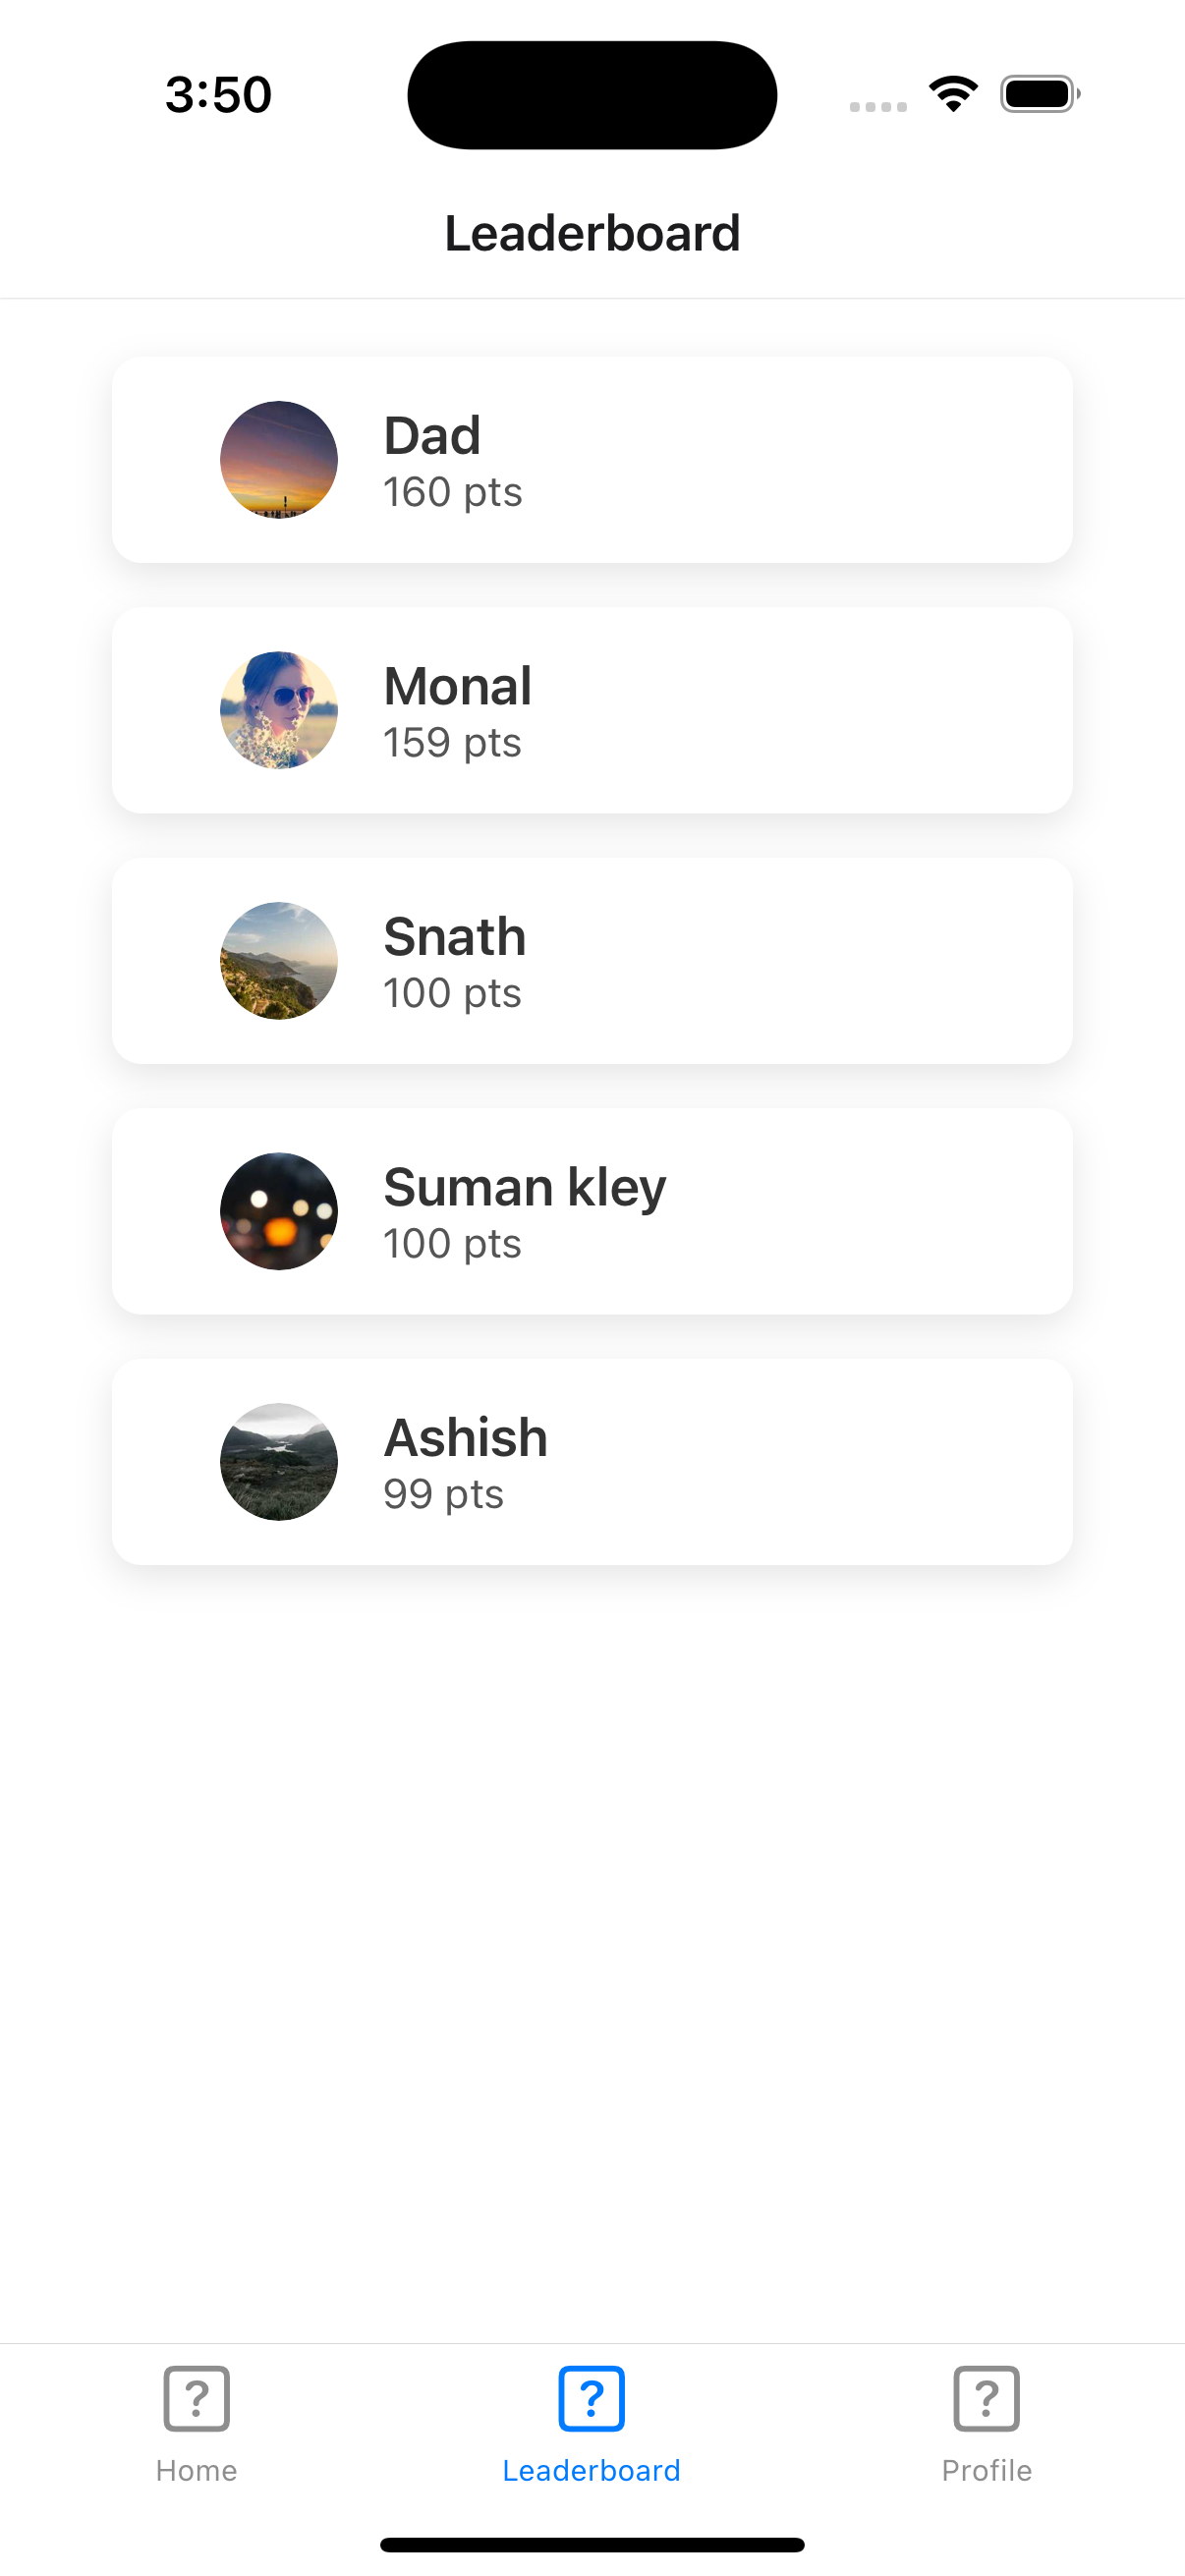 3:50
Leaderboard
Dad
160 pts
Monal
159 pts
Snath
100 pts
Suman kley
100 pts
Ashish
99 pts
? ? ?
Home Leaderboard Profile